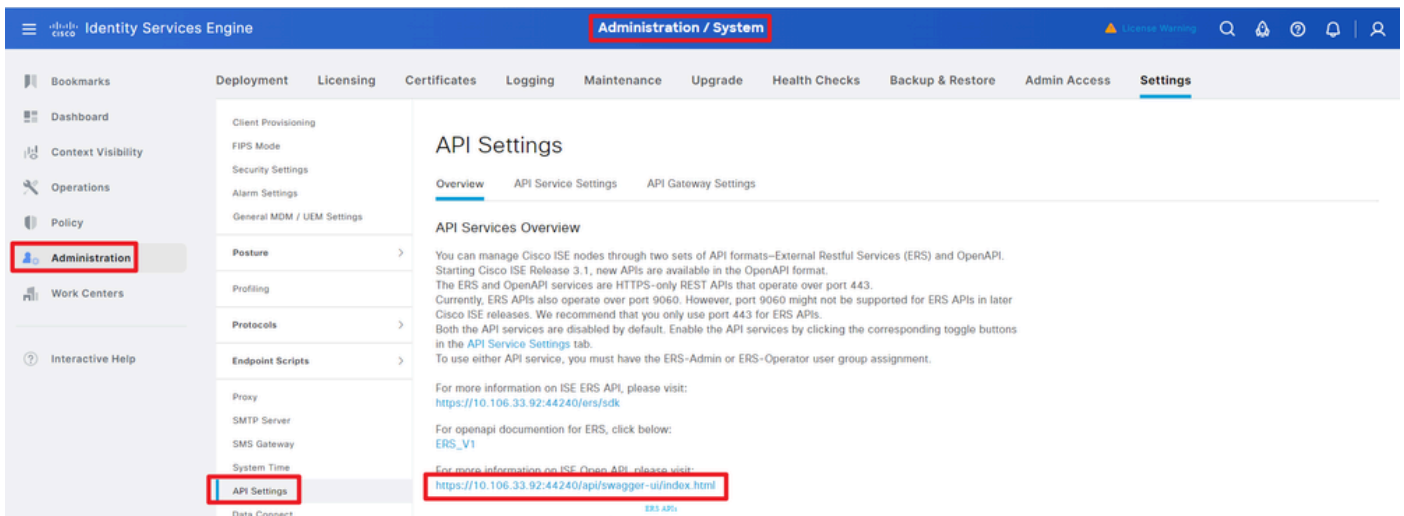 cisco Identity Services Engine
Administration / System
License Warning
Bookmarks
Dashboard
Context Visibility
Operations
Policy
Administration
Work Centers
Interactive Help
Deployment Licensing Certificates Logging Maintenance Upgrade Health Checks Backup & Restore Admin Access Settings
Client Provisioning
FIPS Mode
Security Settings
Alarm Settings
General MDM / UEM Settings
Posture
Profiling
Protocols
Endpoint Scripts
Proxy
SMTP Server
SMS Gateway
System Time
API Settings
Data Connect
API Settings
Overview API Service Settings API Gateway Settings
API Services Overview
You can manage Cisco ISE nodes through two sets of API formats–External Restful Services (ERS) and OpenAPI.
Starting Cisco ISE Release 3.1, new APIs are available in the OpenAPI format.
The ERS and OpenAPI services are HTTPS-only REST APIs that operate over port 443.
Currently, ERS APIs also operate over port 9060. However, port 9060 might not be supported for ERS APIs in later
Cisco ISE releases. We recommend that you only use port 443 for ERS APIs.
Both the API services are disabled by default. Enable the API services by clicking the corresponding toggle buttons
in the API Service Settings tab.
To use either API service, you must have the ERS-Admin or ERS-Operator user group assignment.
For more information on ISE ERS API, please visit:
https://10.106.33.92:44240/ers/sdk
For openapi documention for ERS, click below:
ERS_V1
For more information on ISE Open API, please visit:
https://10.106.33.92:44240/api/swagger-ui/index.html
ERS APIs